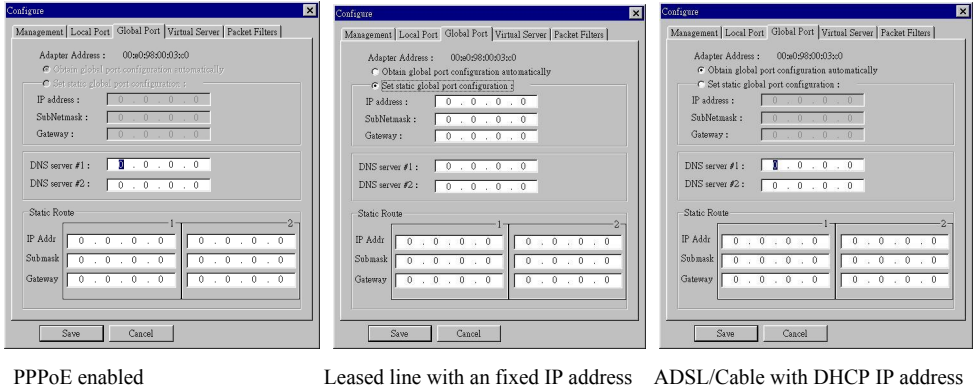 Configure
Management Local Port Global Port Virtual Server Packet Filters
Adapter Address : 00:e0:98:00:03:c0
Obtain global port configuration automatically
Set static global port configuration :
IP address : 0 . 0 . 0 . 0
SubNetmask : 0 . 0 . 0 . 0
Gateway : 0 . 0 . 0 . 0
DNS server #1 : 0 . 0 . 0 . 0
DNS server #2 : 0 . 0 . 0 . 0
Static Route
1 2
IP Addr 0 . 0 . 0 . 0 0 . 0 . 0 . 0
Submask 0 . 0 . 0 . 0 0 . 0 . 0 . 0
Gateway 0 . 0 . 0 . 0 0 . 0 . 0 . 0
Save Cancel
PPPoE enabled
Configure
Management Local Port Global Port Virtual Server Packet Filters
Adapter Address : 00:e0:98:00:03:c0
Obtain global port configuration automatically
Set static global port configuration :
IP address : 0 . 0 . 0 . 0
SubNetmask : 0 . 0 . 0 . 0
Gateway : 0 . 0 . 0 . 0
DNS server #1 : 0 . 0 . 0 . 0
DNS server #2 : 0 . 0 . 0 . 0
Static Route
1 2
IP Addr 0 . 0 . 0 . 0 0 . 0 . 0 . 0
Submask 0 . 0 . 0 . 0 0 . 0 . 0 . 0
Gateway 0 . 0 . 0 . 0 0 . 0 . 0 . 0
Save Cancel
Leased line with an fixed IP address
Configure
Management Local Port Global Port Virtual Server Packet Filters
Adapter Address : 00:e0:98:00:03:c0
Obtain global port configuration automatically
Set static global port configuration :
IP address : 0 . 0 . 0 . 0
SubNetmask : 0 . 0 . 0 . 0
Gateway : 0 . 0 . 0 . 0
DNS server #1 : 0 . 0 . 0 . 0
DNS server #2 : 0 . 0 . 0 . 0
Static Route
1 2
IP Addr 0 . 0 . 0 . 0 0 . 0 . 0 . 0
Submask 0 . 0 . 0 . 0 0 . 0 . 0 . 0
Gateway 0 . 0 . 0 . 0 0 . 0 . 0 . 0
Save Cancel
ADSL/Cable with DHCP IP address